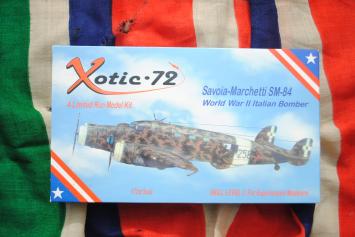 Xotic-72
A Limited Run Model Kit
Savoia-Marchetti SM-84
World War II Italian Bomber
1/72nd Scale
SKILL LEVEL 3 For Experienced Modelers